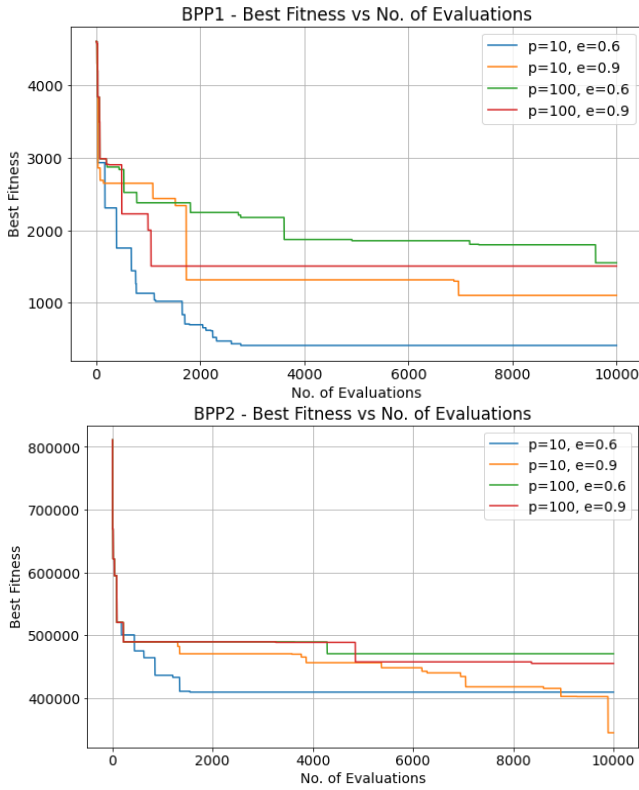 BPP1 - Best Fitness vs No. of Evaluations
p=10, e=0.6
p=10, e=0.9
p=100, e=0.6
p=100, e=0.9
4000
3000
2000
1000
Best Fitness
0 2000 4000 6000 8000 10000
No. of Evaluations
BPP2 - Best Fitness vs No. of Evaluations
p=10, e=0.6
p=10, e=0.9
p=100, e=0.6
p=100, e=0.9
800000
700000
600000
500000
400000
Best Fitness
0 2000 4000 6000 8000 10000
No. of Evaluations